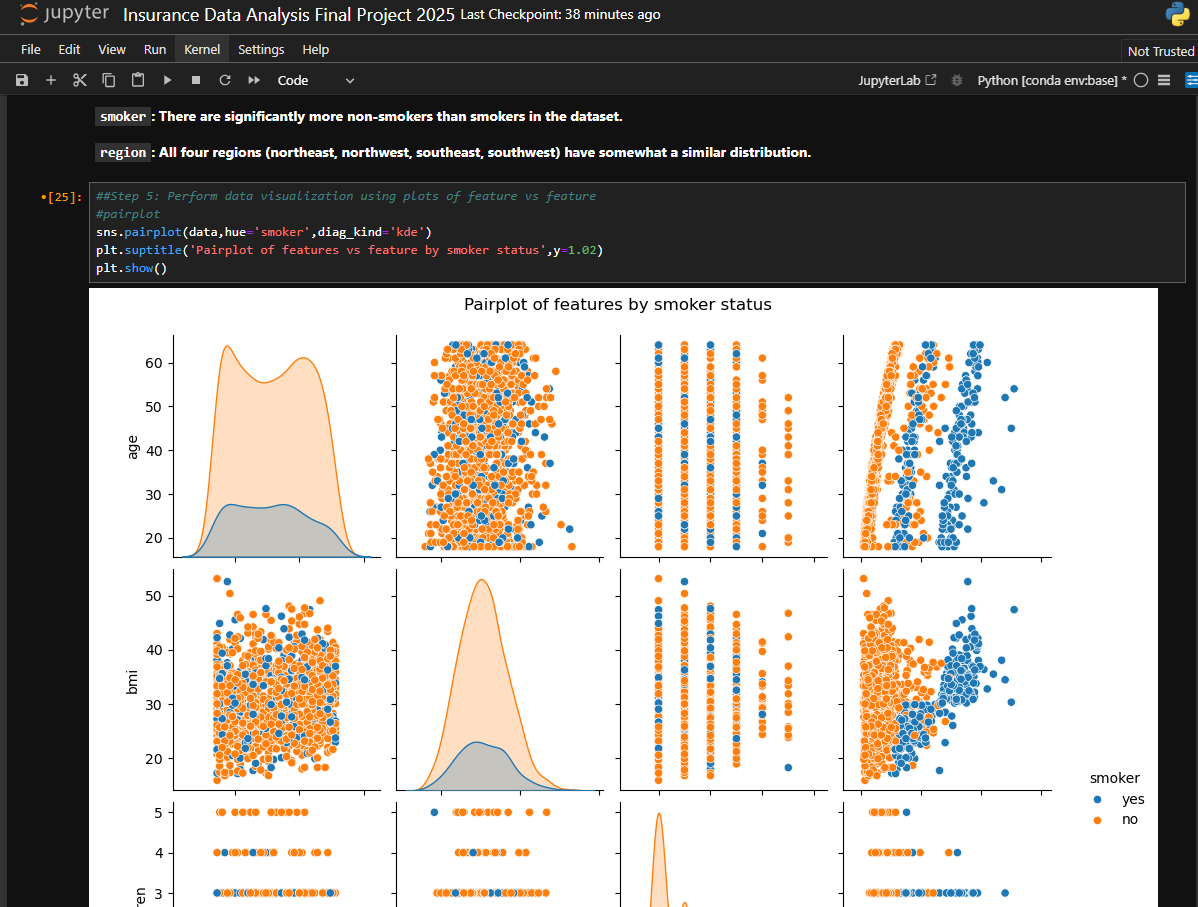 jupyter Insurance Data Analysis Final Project 2025 Last Checkpoint: 38 minutes ago
File Edit View Run Kernel Settings Help
Not Trusted
Code
JupyterLab Python [conda env:base] *
smoker : There are significantly more non-smokers than smokers in the dataset.
region : All four regions (northeast, northwest, southeast, southwest) have somewhat a similar distribution.
•[25]:
##Step 5: Perform data visualization using plots of feature vs feature
#pairplot
sns.pairplot(data,hue='smoker',diag_kind='kde')
plt.suptitle('Pairplot of features vs feature by smoker status',y=1.02)
plt.show()
Pairplot of features by smoker status
60
50
age
40
30
20
50
40
bmi
30
20
smoker
yes
no
5
4
3
ren